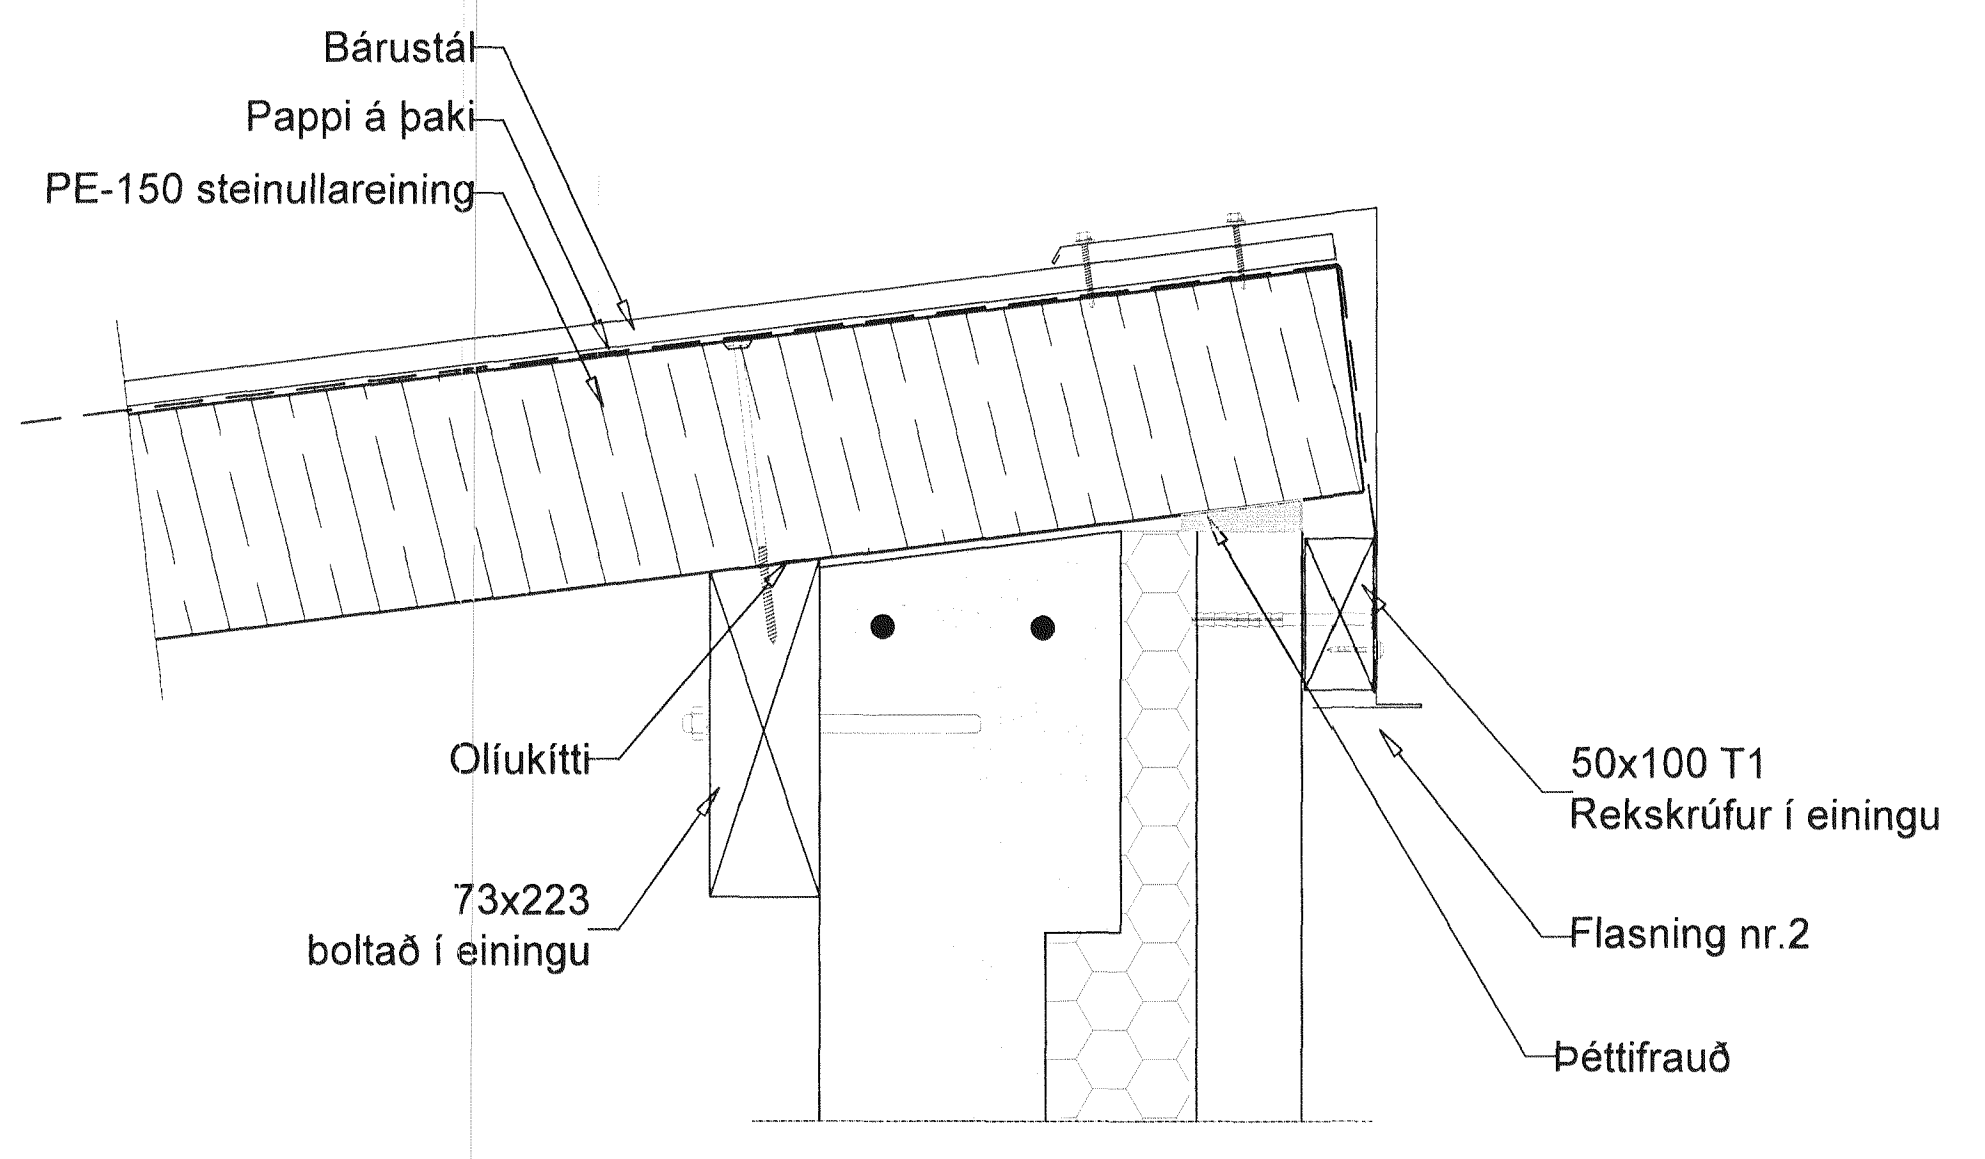 Bárustál
Pappi á þaki
PE-150 steinullareining
Olíukítti
73x223
boltað í einingu
50x100 T1
Rekskrúfur í einingu
Flasning nr.2
Þéttifrauð